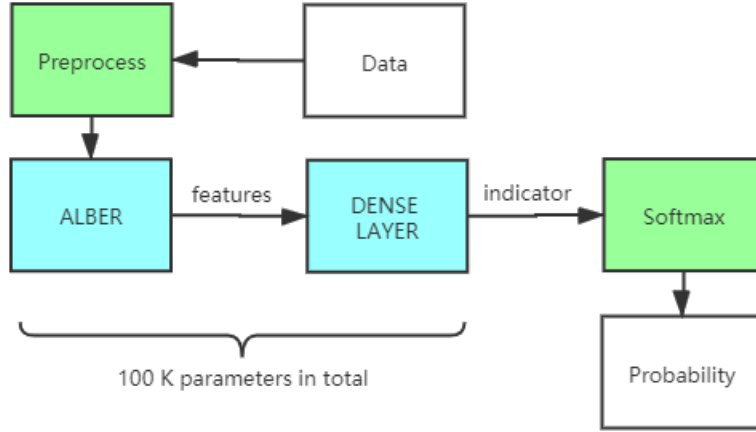 Preprocess
Data
ALBER
features
DENSE
LAYER
indicator
Softmax
100 K parameters in total
Probability